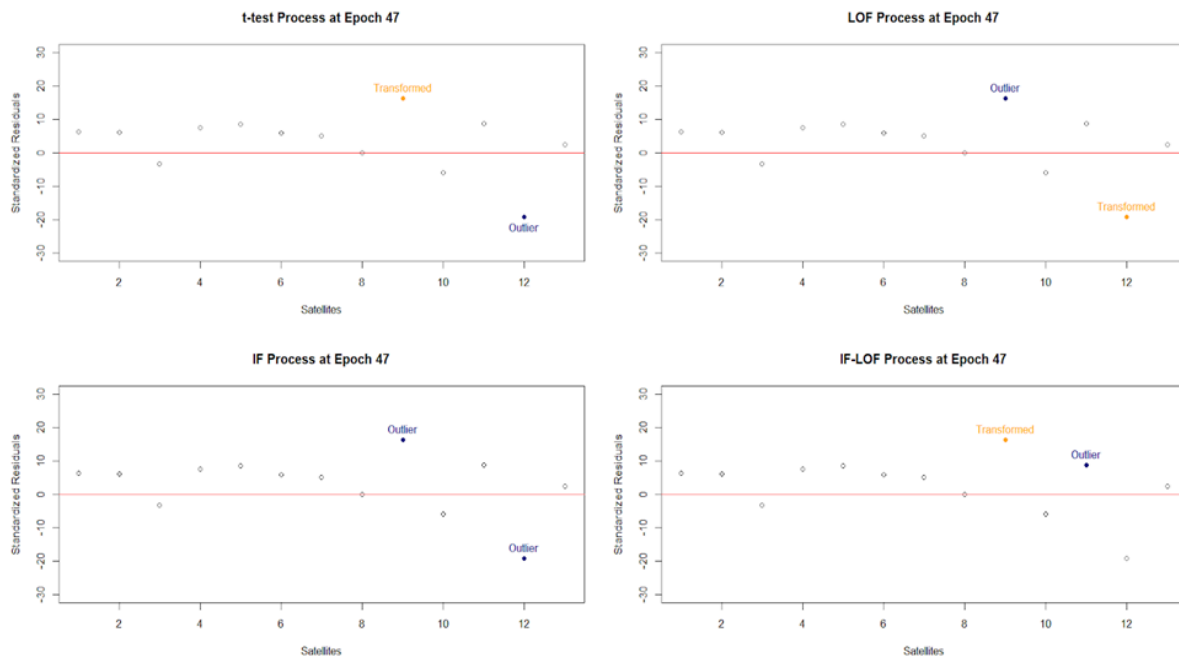 t-test Process at Epoch 47
Standardized Residuals
30
20
10
0
-10
-20
-30
Transformed
Outlier
2 4 6 8 10 12
Satellites
LOF Process at Epoch 47
Standardized Residuals
30
20
10
0
-10
-20
-30
Outlier
Transformed
2 4 6 8 10 12
Satellites
IF Process at Epoch 47
Standardized Residuals
30
20
10
0
-10
-20
-30
Outlier
Outlier
2 4 6 8 10 12
Satellites
IF-LOF Process at Epoch 47
Standardized Residuals
30
20
10
0
-10
-20
-30
Transformed
Outlier
2 4 6 8 10 12
Satellites